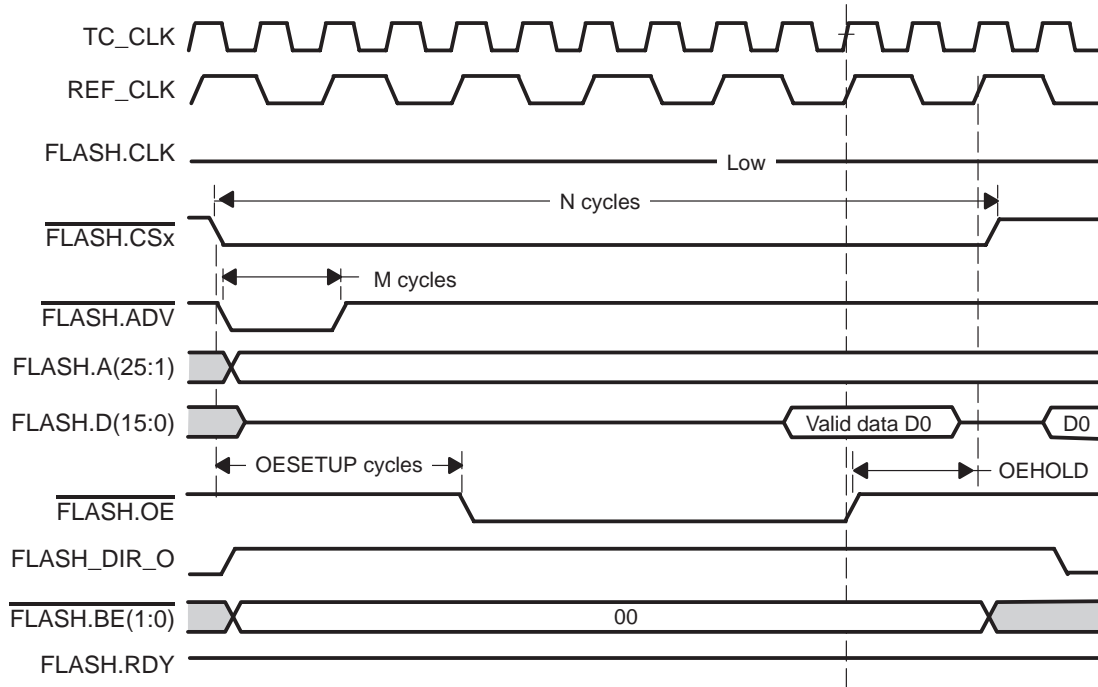 TC_CLK
REF_CLK
FLASH.CLK
Low
N cycles
FLASH.CSx
M cycles
FLASH.ADV
FLASH.A(25:1)
FLASH.D(15:0)
Valid data D0
D0
OESETUP cycles
OEHOLD
FLASH.OE
FLASH_DIR_O
FLASH.BE(1:0)
00
FLASH.RDY